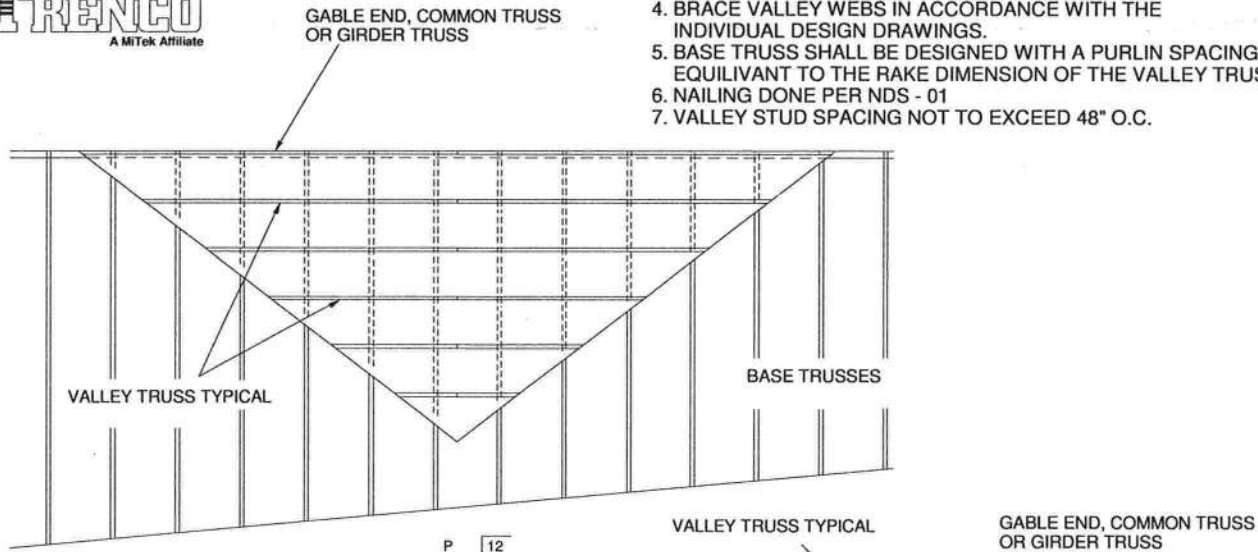 TRENCO
A MiTek Affiliate
GABLE END, COMMON TRUSS
OR GIRDER TRUSS
4. BRACE VALLEY WEBS IN ACCORDANCE WITH THE
INDIVIDUAL DESIGN DRAWINGS.
5. BASE TRUSS SHALL BE DESIGNED WITH A PURLIN SPACING
EQUILIVANT TO THE RAKE DIMENSION OF THE VALLEY TRUS
6. NAILING DONE PER NDS - 01
7. VALLEY STUD SPACING NOT TO EXCEED 48" O.C.
VALLEY TRUSS TYPICAL
BASE TRUSSES
P 12
VALLEY TRUSS TYPICAL
GABLE END, COMMON TRUSS
OR GIRDER TRUSS